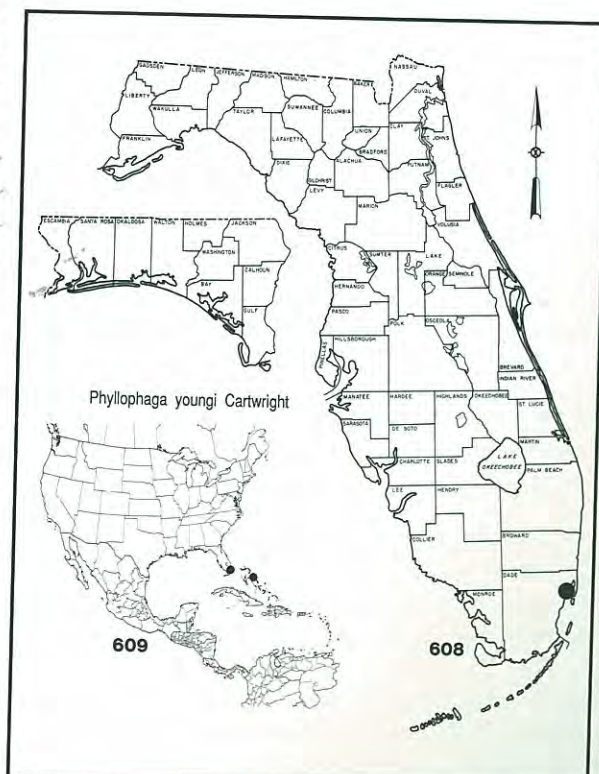 NASSAU
GADSDEN
LEON
JEFFERSON
MADISON
HAMILTON
BAKER
DUVAL
LIBERTY
WAKULLA
TAYLOR
SUWANNEE
COLUMBIA
UNION
CLAY
ST JOHNS
FRANKLIN
LAFAYETTE
BRADFORD
PUTNAM
DIXIE
GILCHRIST
ALACHUA
FLAGLER
LEVY
MARION
VOLUSIA
ESCAMBIA
SANTA ROSA
OKALOOSA
WALTON
HOLMES
JACKSON
WASHINGTON
BAY
CALHOUN
GULF
CITRUS
SUMTER
LAKE
ORANGE
SEMINOLE
HERNANDO
PASCO
POLK
OSCEOLA
PINELLAS
HILLSBOROUGH
BREVARD
INDIAN RIVER
MANATEE
HARDEE
HIGHLANDS
OKEECHOBEE
ST LUCIE
SARASOTA
DE SOTO
MARTIN
CHARLOTTE
GLADES
LAKE
OKEECHOBEE
PALM BEACH
LEE
HENDRY
COLLIER
BROWARD
DADE
MONROE
Phyllophaga youngi Cartwright
609
608